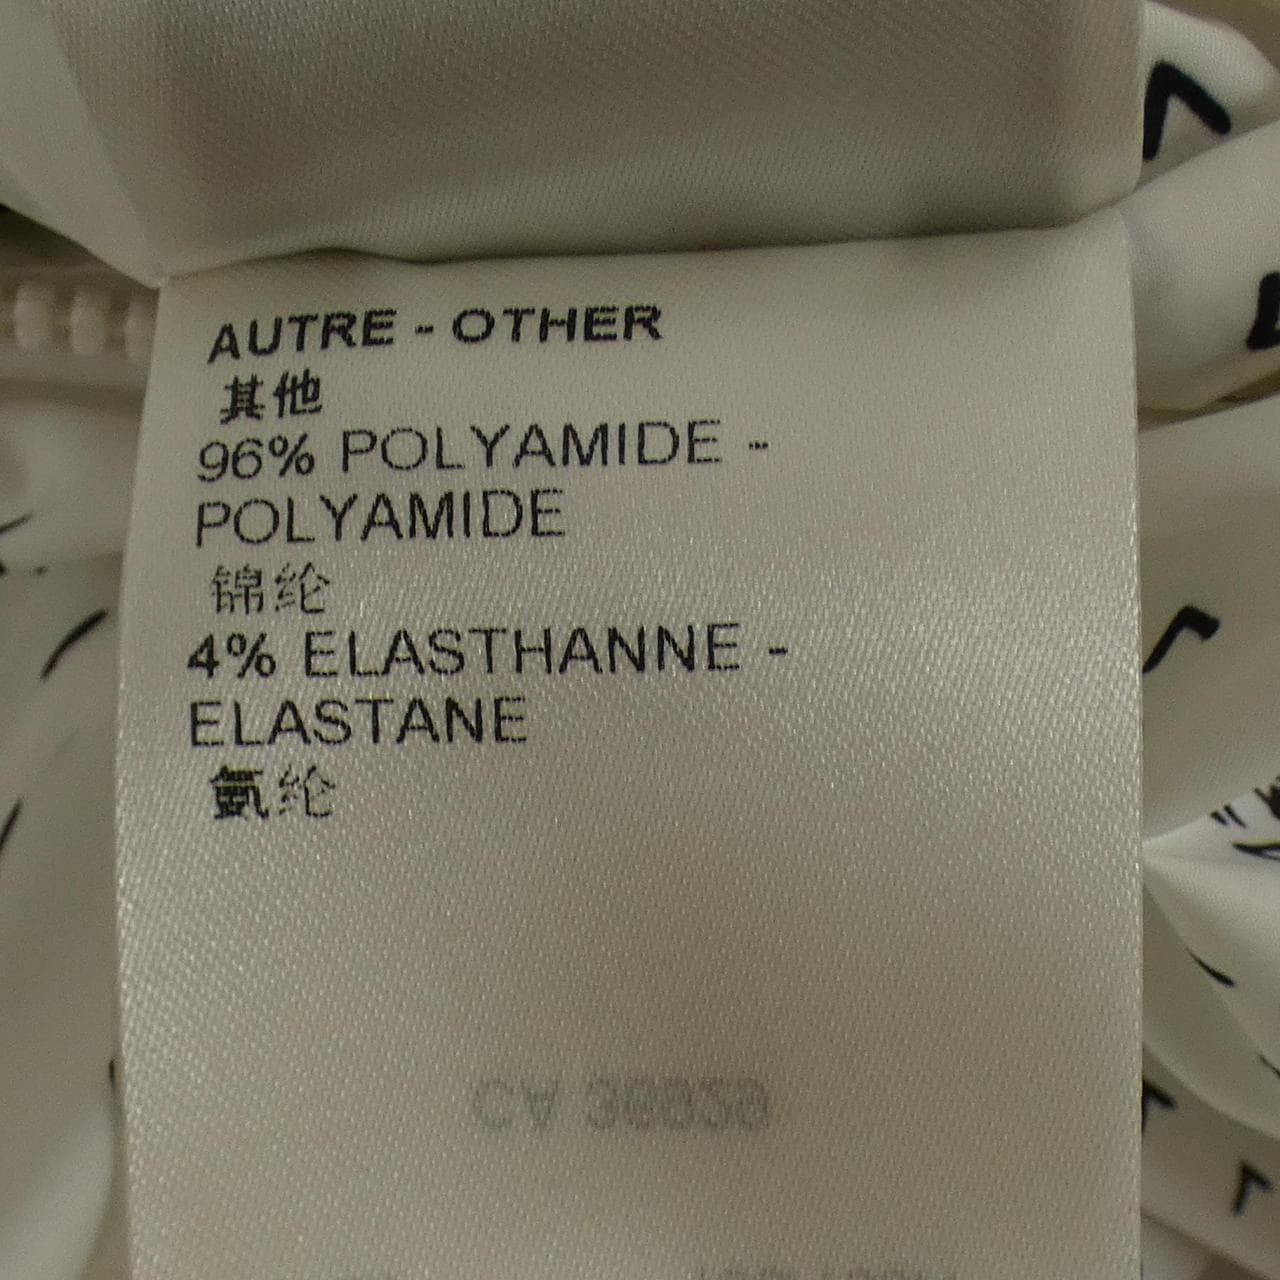 AUTRE - OTHER
其他
96% POLYAMIDE -
POLYAMIDE
锦纶
4% ELASTHANNE -
ELASTANE
氨纶